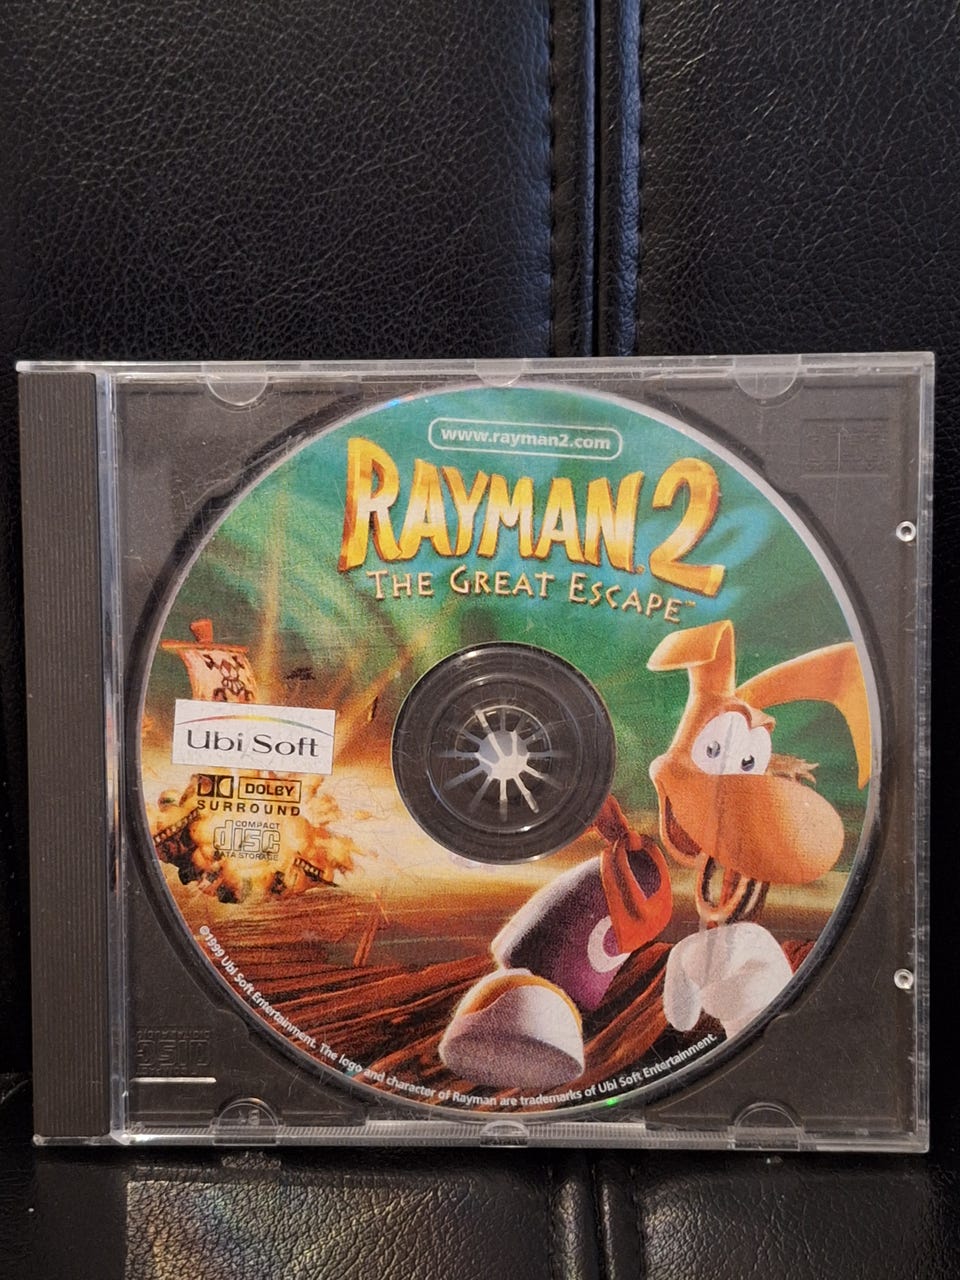 www.rayman2.com
RAYMAN 2
THE GREAT ESCAPE™
Ubi Soft
DOLBY
SURROUND
COMPACT
disc
DATA STORAGE
©1999 Ubi Soft Entertainment. The logo and character of Rayman are trademarks of Ubi Soft Entertainment.